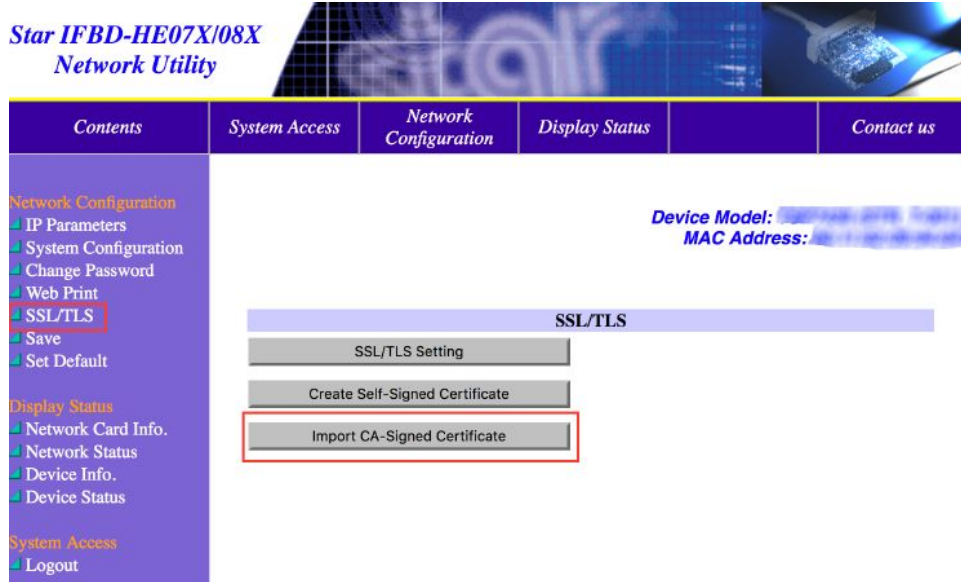 Star IFBD-HE07X/08X
Network Utility
star
Contents
System Access
Network
Configuration
Display Status
Contact us
Network Configuration
IP Parameters
System Configuration
Change Password
Web Print
SSL/TLS
Save
Set Default
Display Status
Network Card Info.
Network Status
Device Info.
Device Status
System Access
Logout
Device Model:
MAC Address:
SSL/TLS
SSL/TLS Setting
Create Self-Signed Certificate
Import CA-Signed Certificate